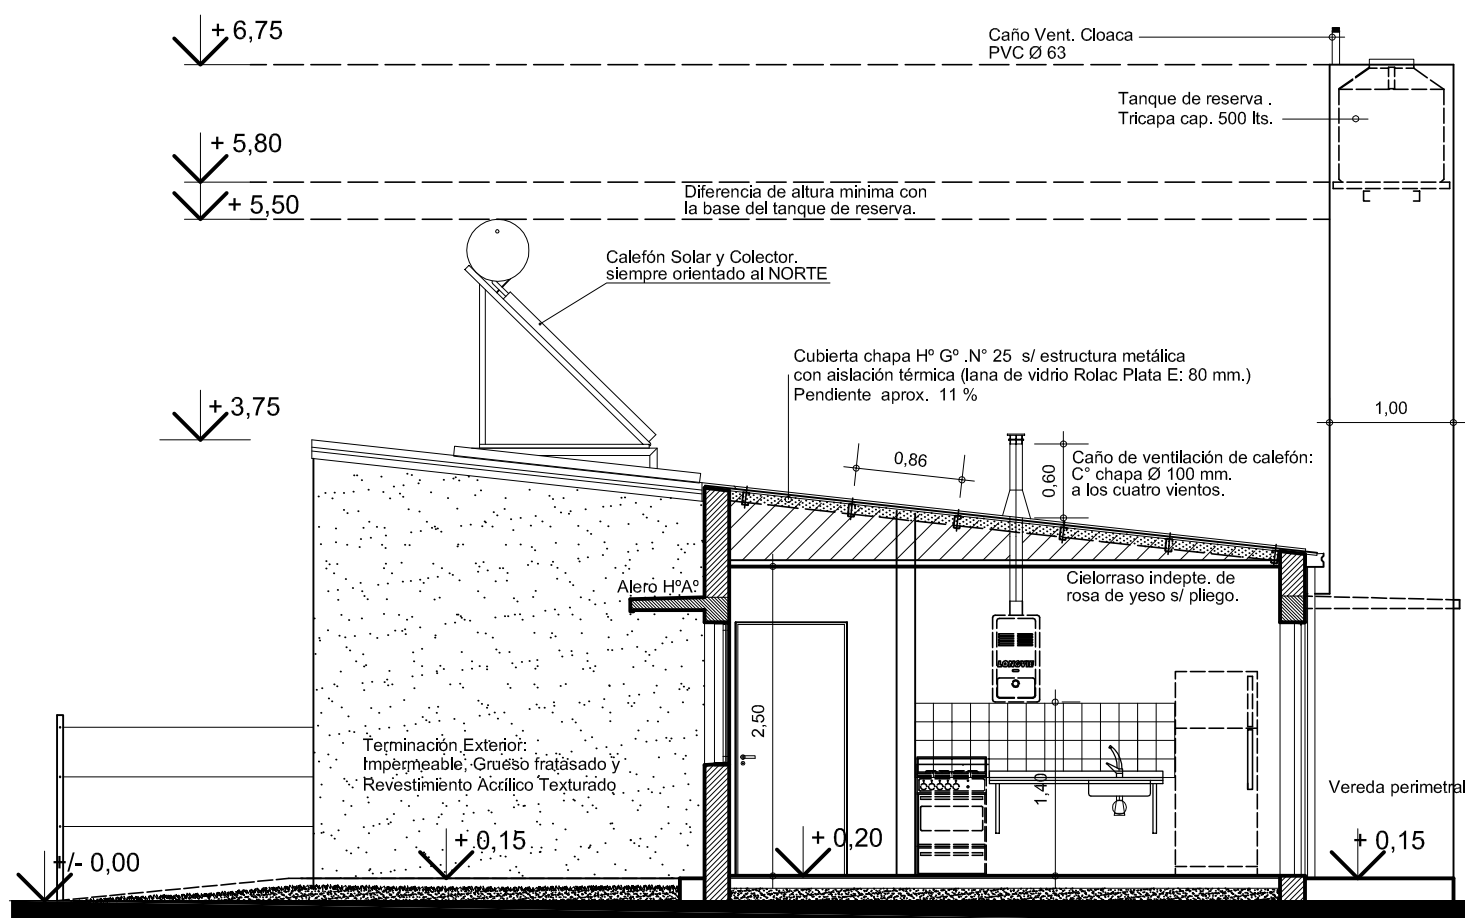 + 6,75
Caño Vent. Cloaca
PVC Ø 63
Tanque de reserva .
Tricapa cap. 500 lts.
+ 5,80
+ 5,50
Diferencia de altura minima con
la base del tanque de reserva.
Calefón Solar y Colector.
siempre orientado al NORTE
Cubierta chapa Hº Gº .N° 25 s/ estructura metálica
con aislación térmica (lana de vidrio Rolac Plata E: 80 mm.)
Pendiente aprox. 11 %
+ 3,75
1,00
0,86
0,60
Caño de ventilación de calefón:
C° chapa Ø 100 mm.
a los cuatro vientos.
Alero HºAº
Cielorraso indepte. de
rosa de yeso s/ pliego.
LONGVIE
2,50
Terminación Exterior:
Impermeable, Grueso fratasado y
Revestimiento Acrílico Texturado
1,40
Vereda perimetral
+/- 0,00
+ 0,15
+ 0,20
+ 0,15